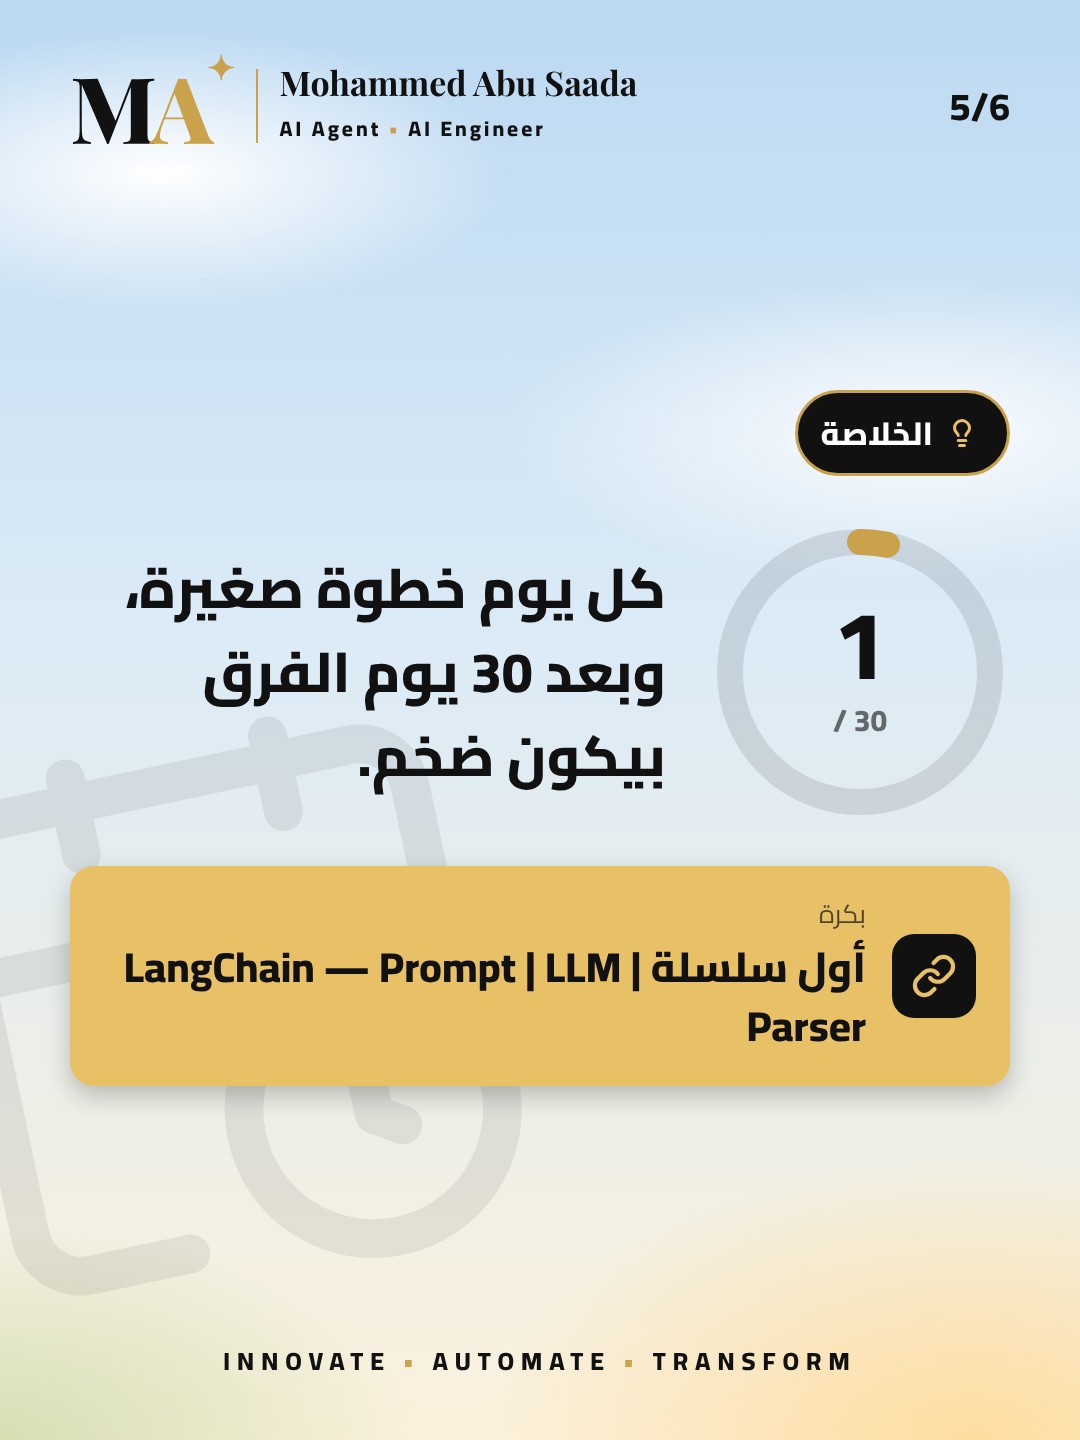 MA
Mohammed Abu Saada
AI Agent ▪ AI Engineer
5/6
الخلاصة
1
/ 30
كل يوم خطوة صغيرة،
وبعد 30 يوم الفرق
بيكون ضخم.
بكرة
أول سلسلة LangChain — Prompt | LLM |
Parser
INNOVATE ▪ AUTOMATE ▪ TRANSFORM